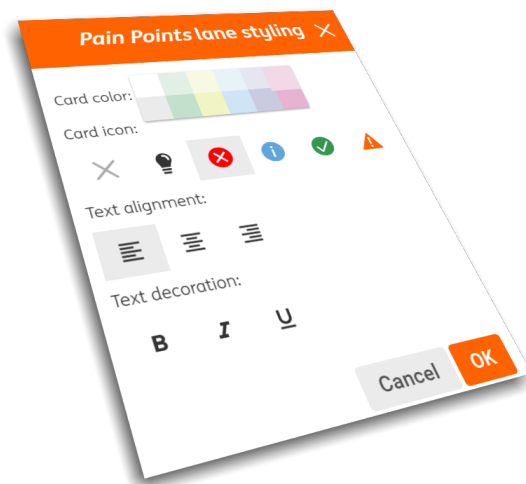 Pain Points lane styling
Card color:
Card icon:
Text alignment:
Text decoration:
B I U
Cancel OK